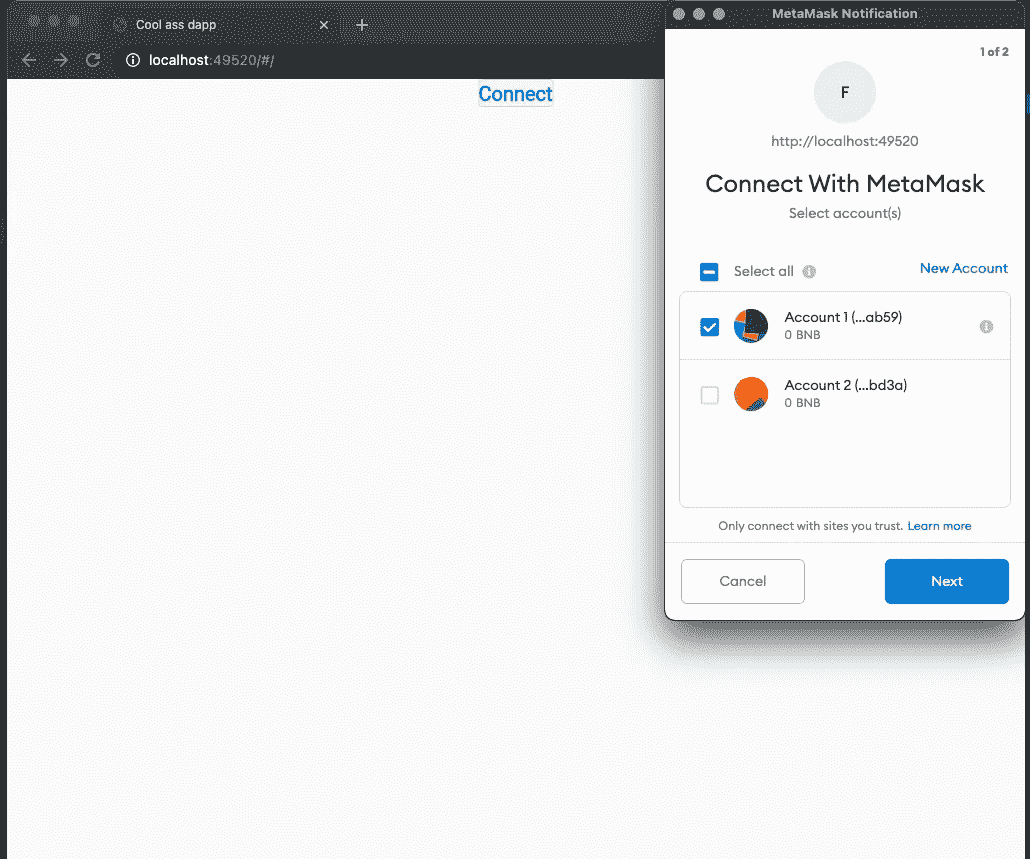 Cool ass dapp
localhost:49520/#/
Connect
MetaMask Notification
1 of 2
F
http://localhost:49520
Connect With MetaMask
Select account(s)
Select all
New Account
Account 1 (...ab59)
0 BNB
Account 2 (...bd3a)
0 BNB
Only connect with sites you trust. Learn more
Cancel
Next